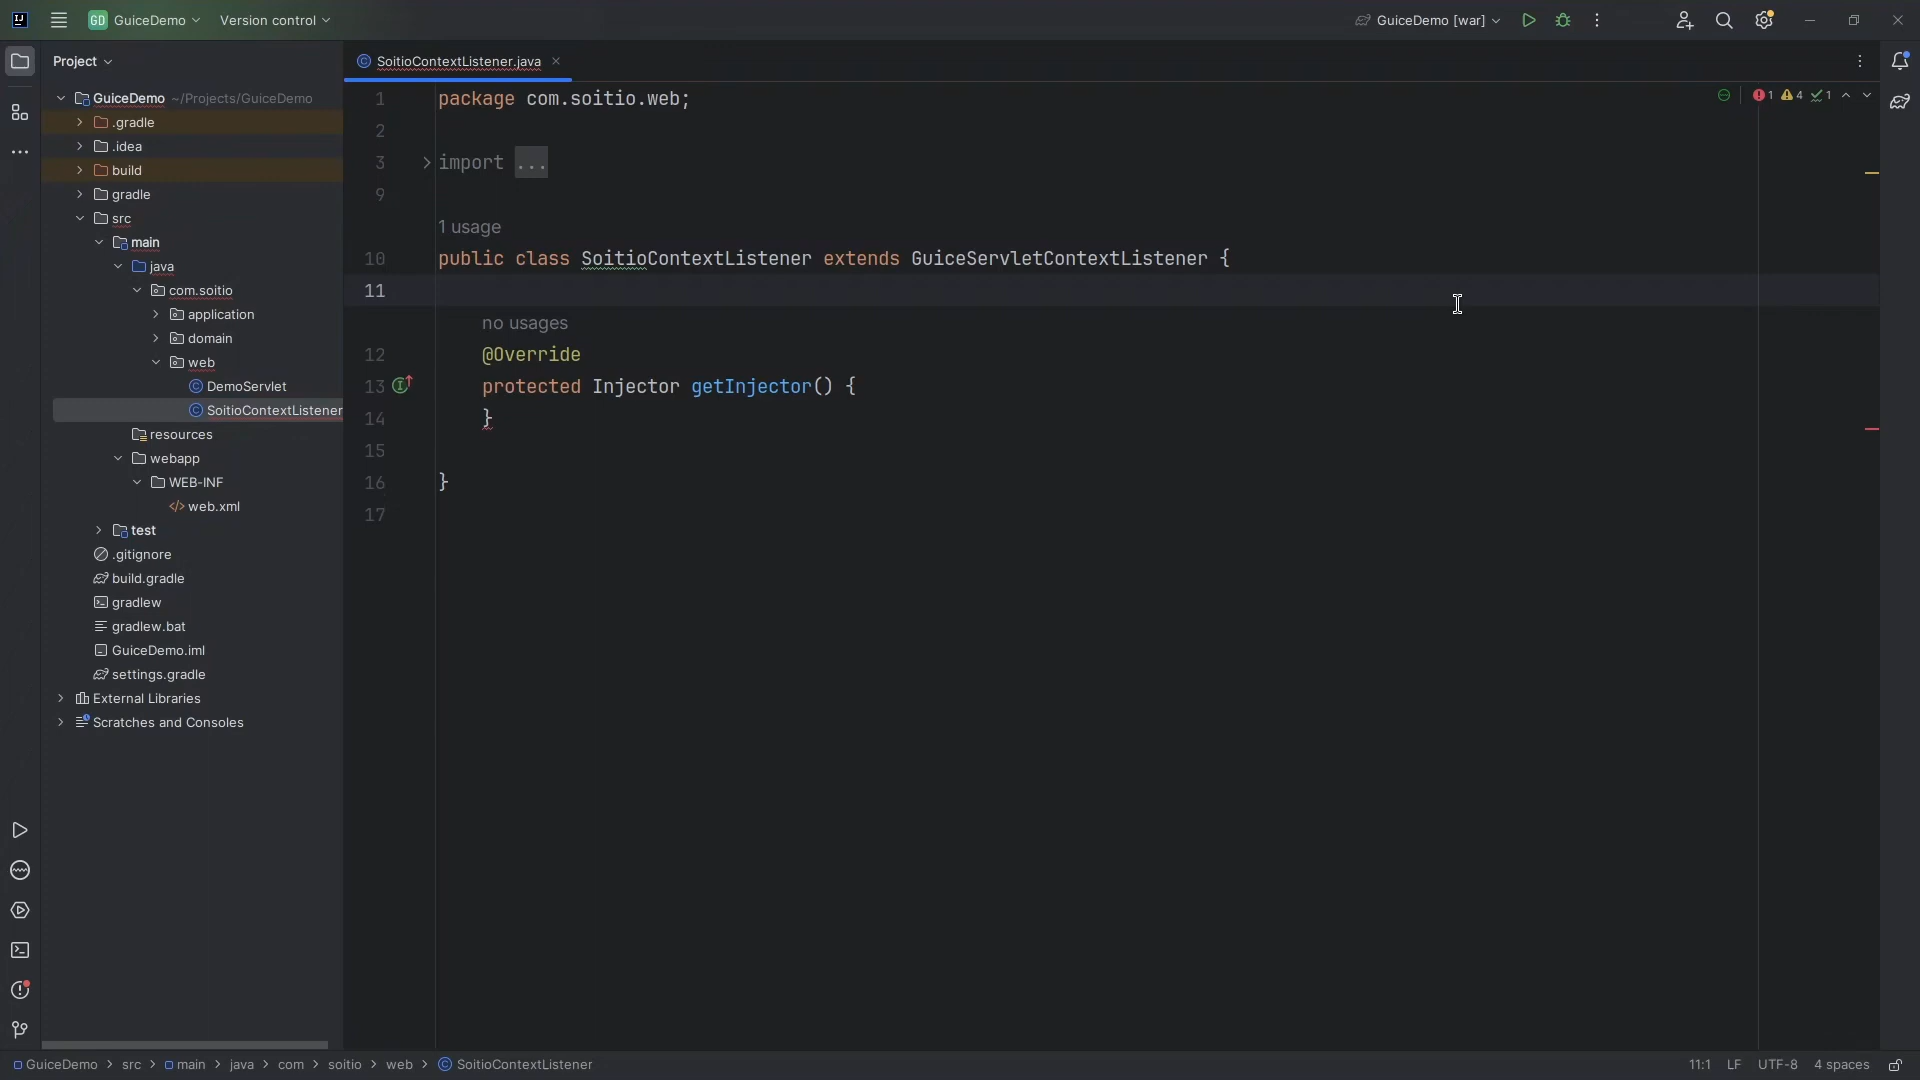 GD GuiceDemo Version control GuiceDemo [war]
Project
SoitioContextListener.java
GuiceDemo ~/Projects/GuiceDemo
.gradle
.idea
build
gradle
src
main
java
com.soitio
application
domain
web
DemoServlet
SoitioContextListener
resources
webapp
WEB-INF
web.xml
test
.gitignore
build.gradle
gradlew
gradlew.bat
GuiceDemo.iml
settings.gradle
External Libraries
Scratches and Consoles
1 package com.soitio.web;
1 4 1
2
3 import ...
9
1 usage
10 public class SoitioContextListener extends GuiceServletContextListener {
11
no usages
12 @Override
13 protected Injector getInjector() {
14 }
15
16 }
17
GuiceDemo > src > main > java > com > soitio > web > SoitioContextListener
11:1 LF UTF-8 4 spaces